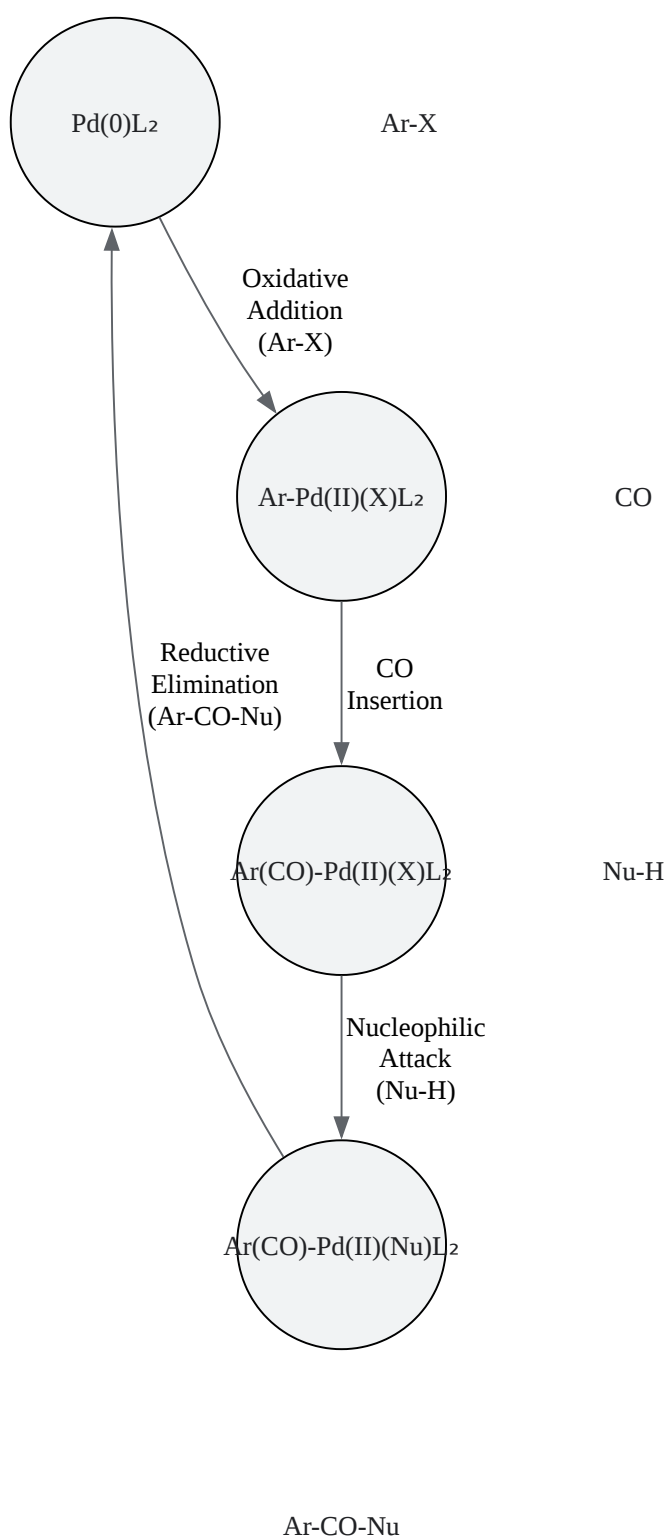 Pd(0)L₂
Ar-X
Oxidative
Addition
(Ar-X)
Ar-Pd(II)(X)L₂
CO
Reductive
Elimination
(Ar-CO-Nu)
CO
Insertion
Ar(CO)-Pd(II)(X)L₂
Nu-H
Nucleophilic
Attack
(Nu-H)
Ar(CO)-Pd(II)(Nu)L₂
Ar-CO-Nu